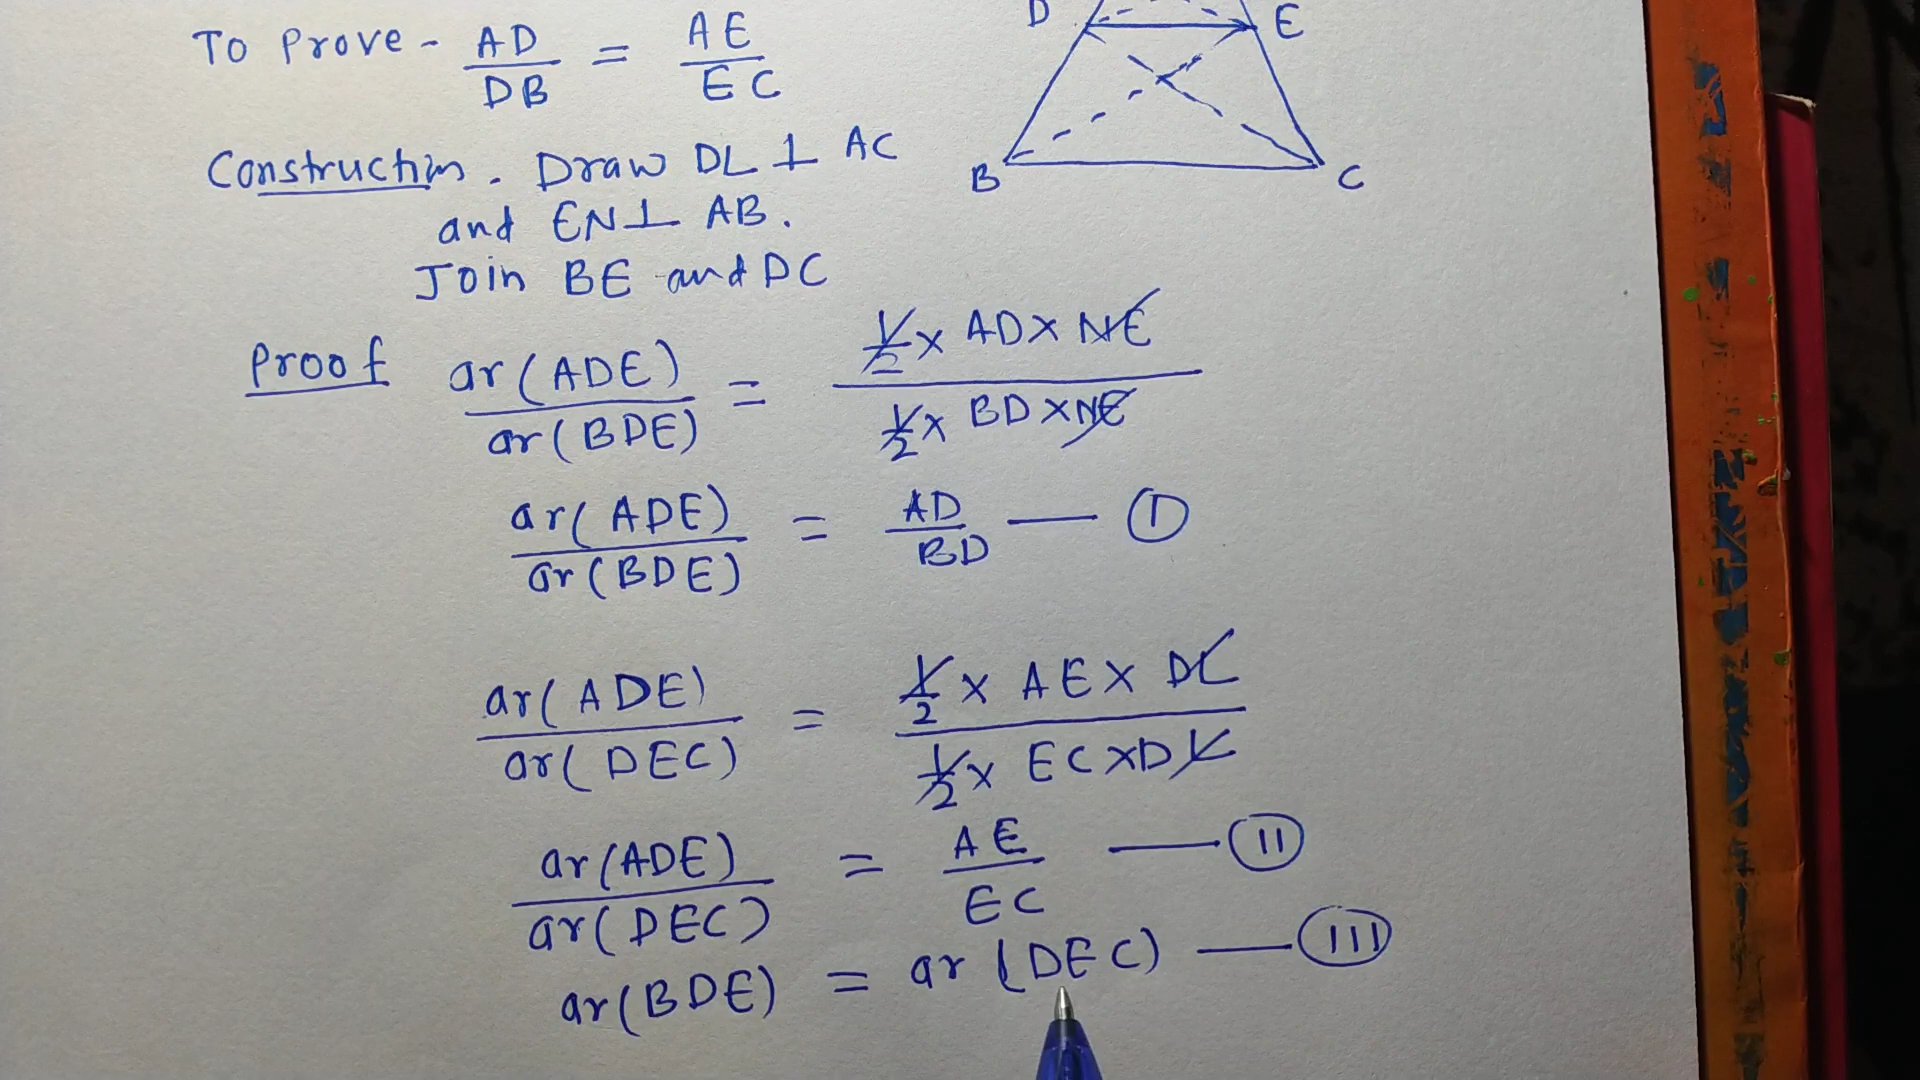 To Prove - AD/DB = AE/EC
D
E
B
C
Construction. Draw DL ⊥ AC
and EN ⊥ AB.
Join BE and DC
Proof ar(ADE)/ar(BDE) = 1/2 × AD × NE / 1/2 × BD × NE
ar(ADE)/ar(BDE) = AD/BD — I
ar(ADE)/ar(DEC) = 1/2 × AE × DL / 1/2 × EC × DL
ar(ADE)/ar(DEC) = AE/EC — II
ar(BDE) = ar(DEC) — III